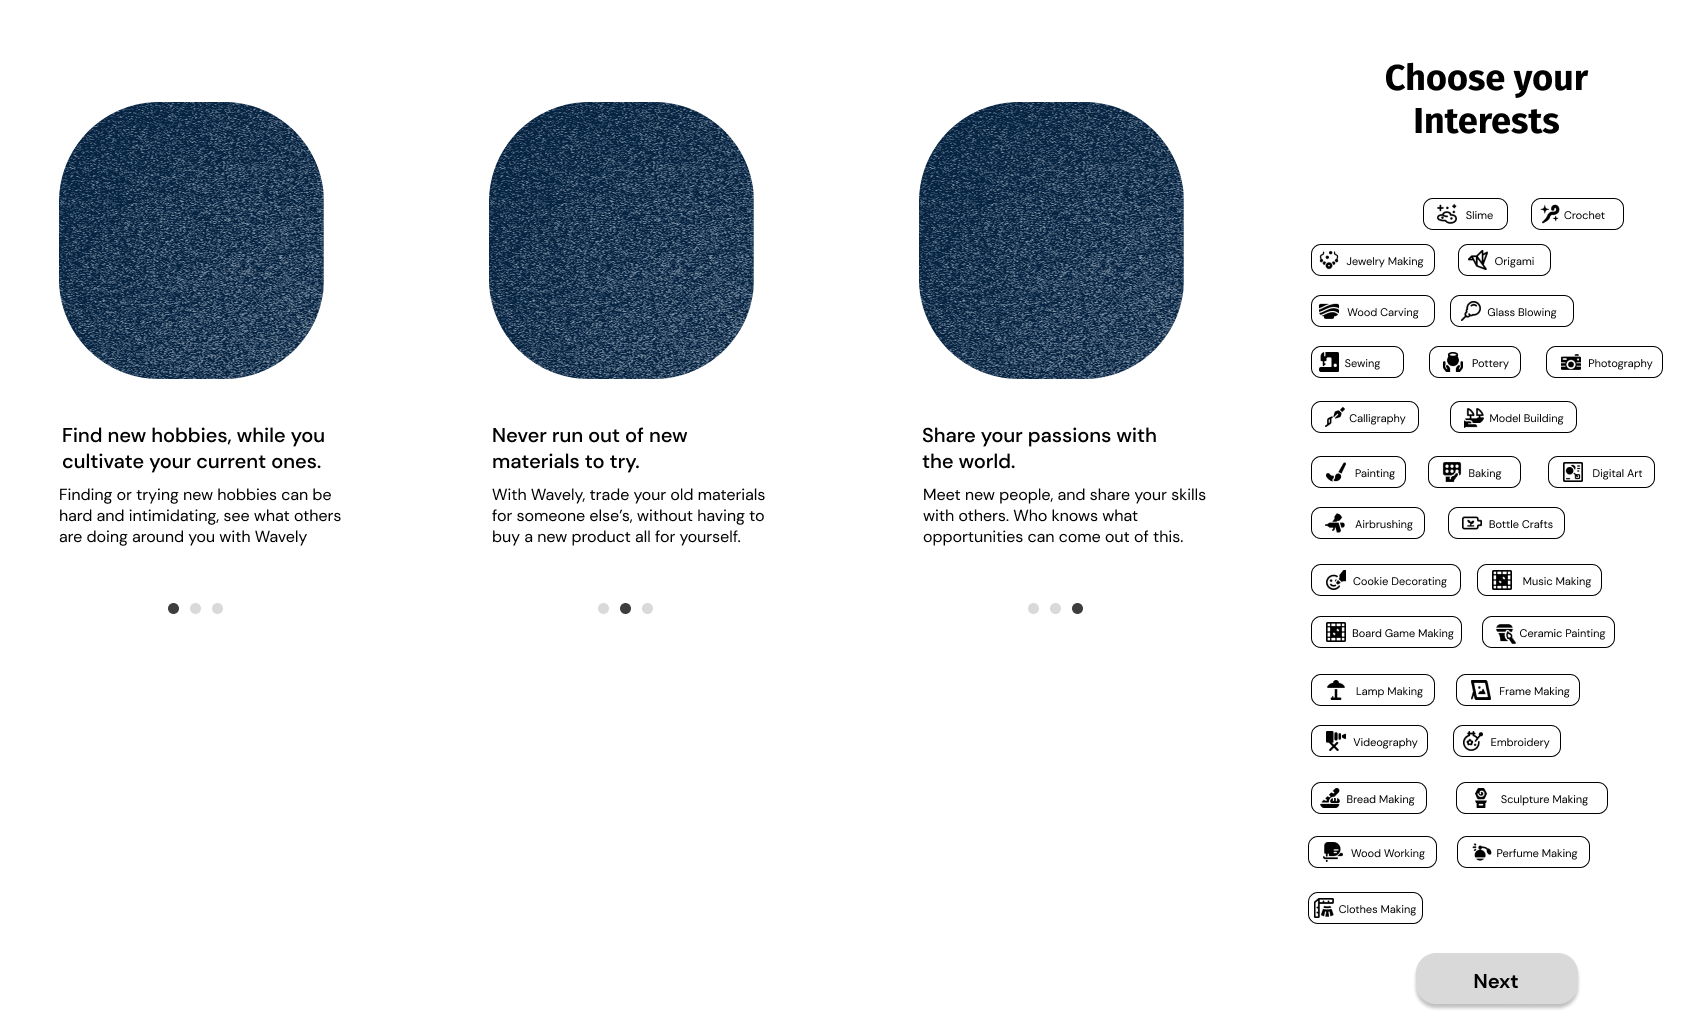 Find new hobbies, while you
cultivate your current ones.
Finding or trying new hobbies can be
hard and intimidating, see what others
are doing around you with Wavely
Never run out of new
materials to try.
With Wavely, trade your old materials
for someone else’s, without having to
buy a new product all for yourself.
Share your passions with
the world.
Meet new people, and share your skills
with others. Who knows what
opportunities can come out of this.
Choose your
Interests
Slime
Crochet
Jewelry Making
Origami
Wood Carving
Glass Blowing
Sewing
Pottery
Photography
Calligraphy
Model Building
Painting
Baking
Digital Art
Airbrushing
Bottle Crafts
Cookie Decorating
Music Making
Board Game Making
Ceramic Painting
Lamp Making
Frame Making
Videography
Embroidery
Bread Making
Sculpture Making
Wood Working
Perfume Making
Clothes Making
Next